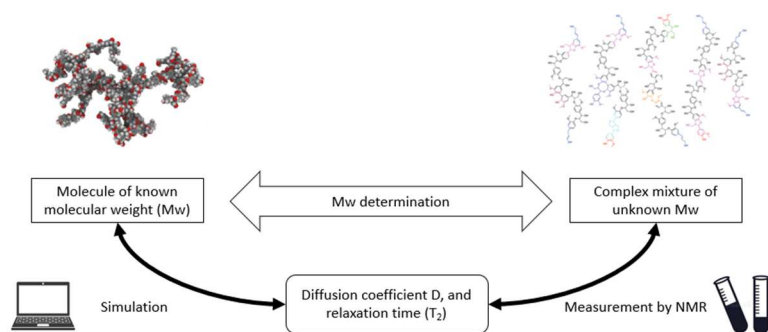 Molecule of known
molecular weight (Mw)
Mw determination
Complex mixture of
unknown Mw
Simulation
Diffusion coefficient D, and
relaxation time (T₂)
Measurement by NMR